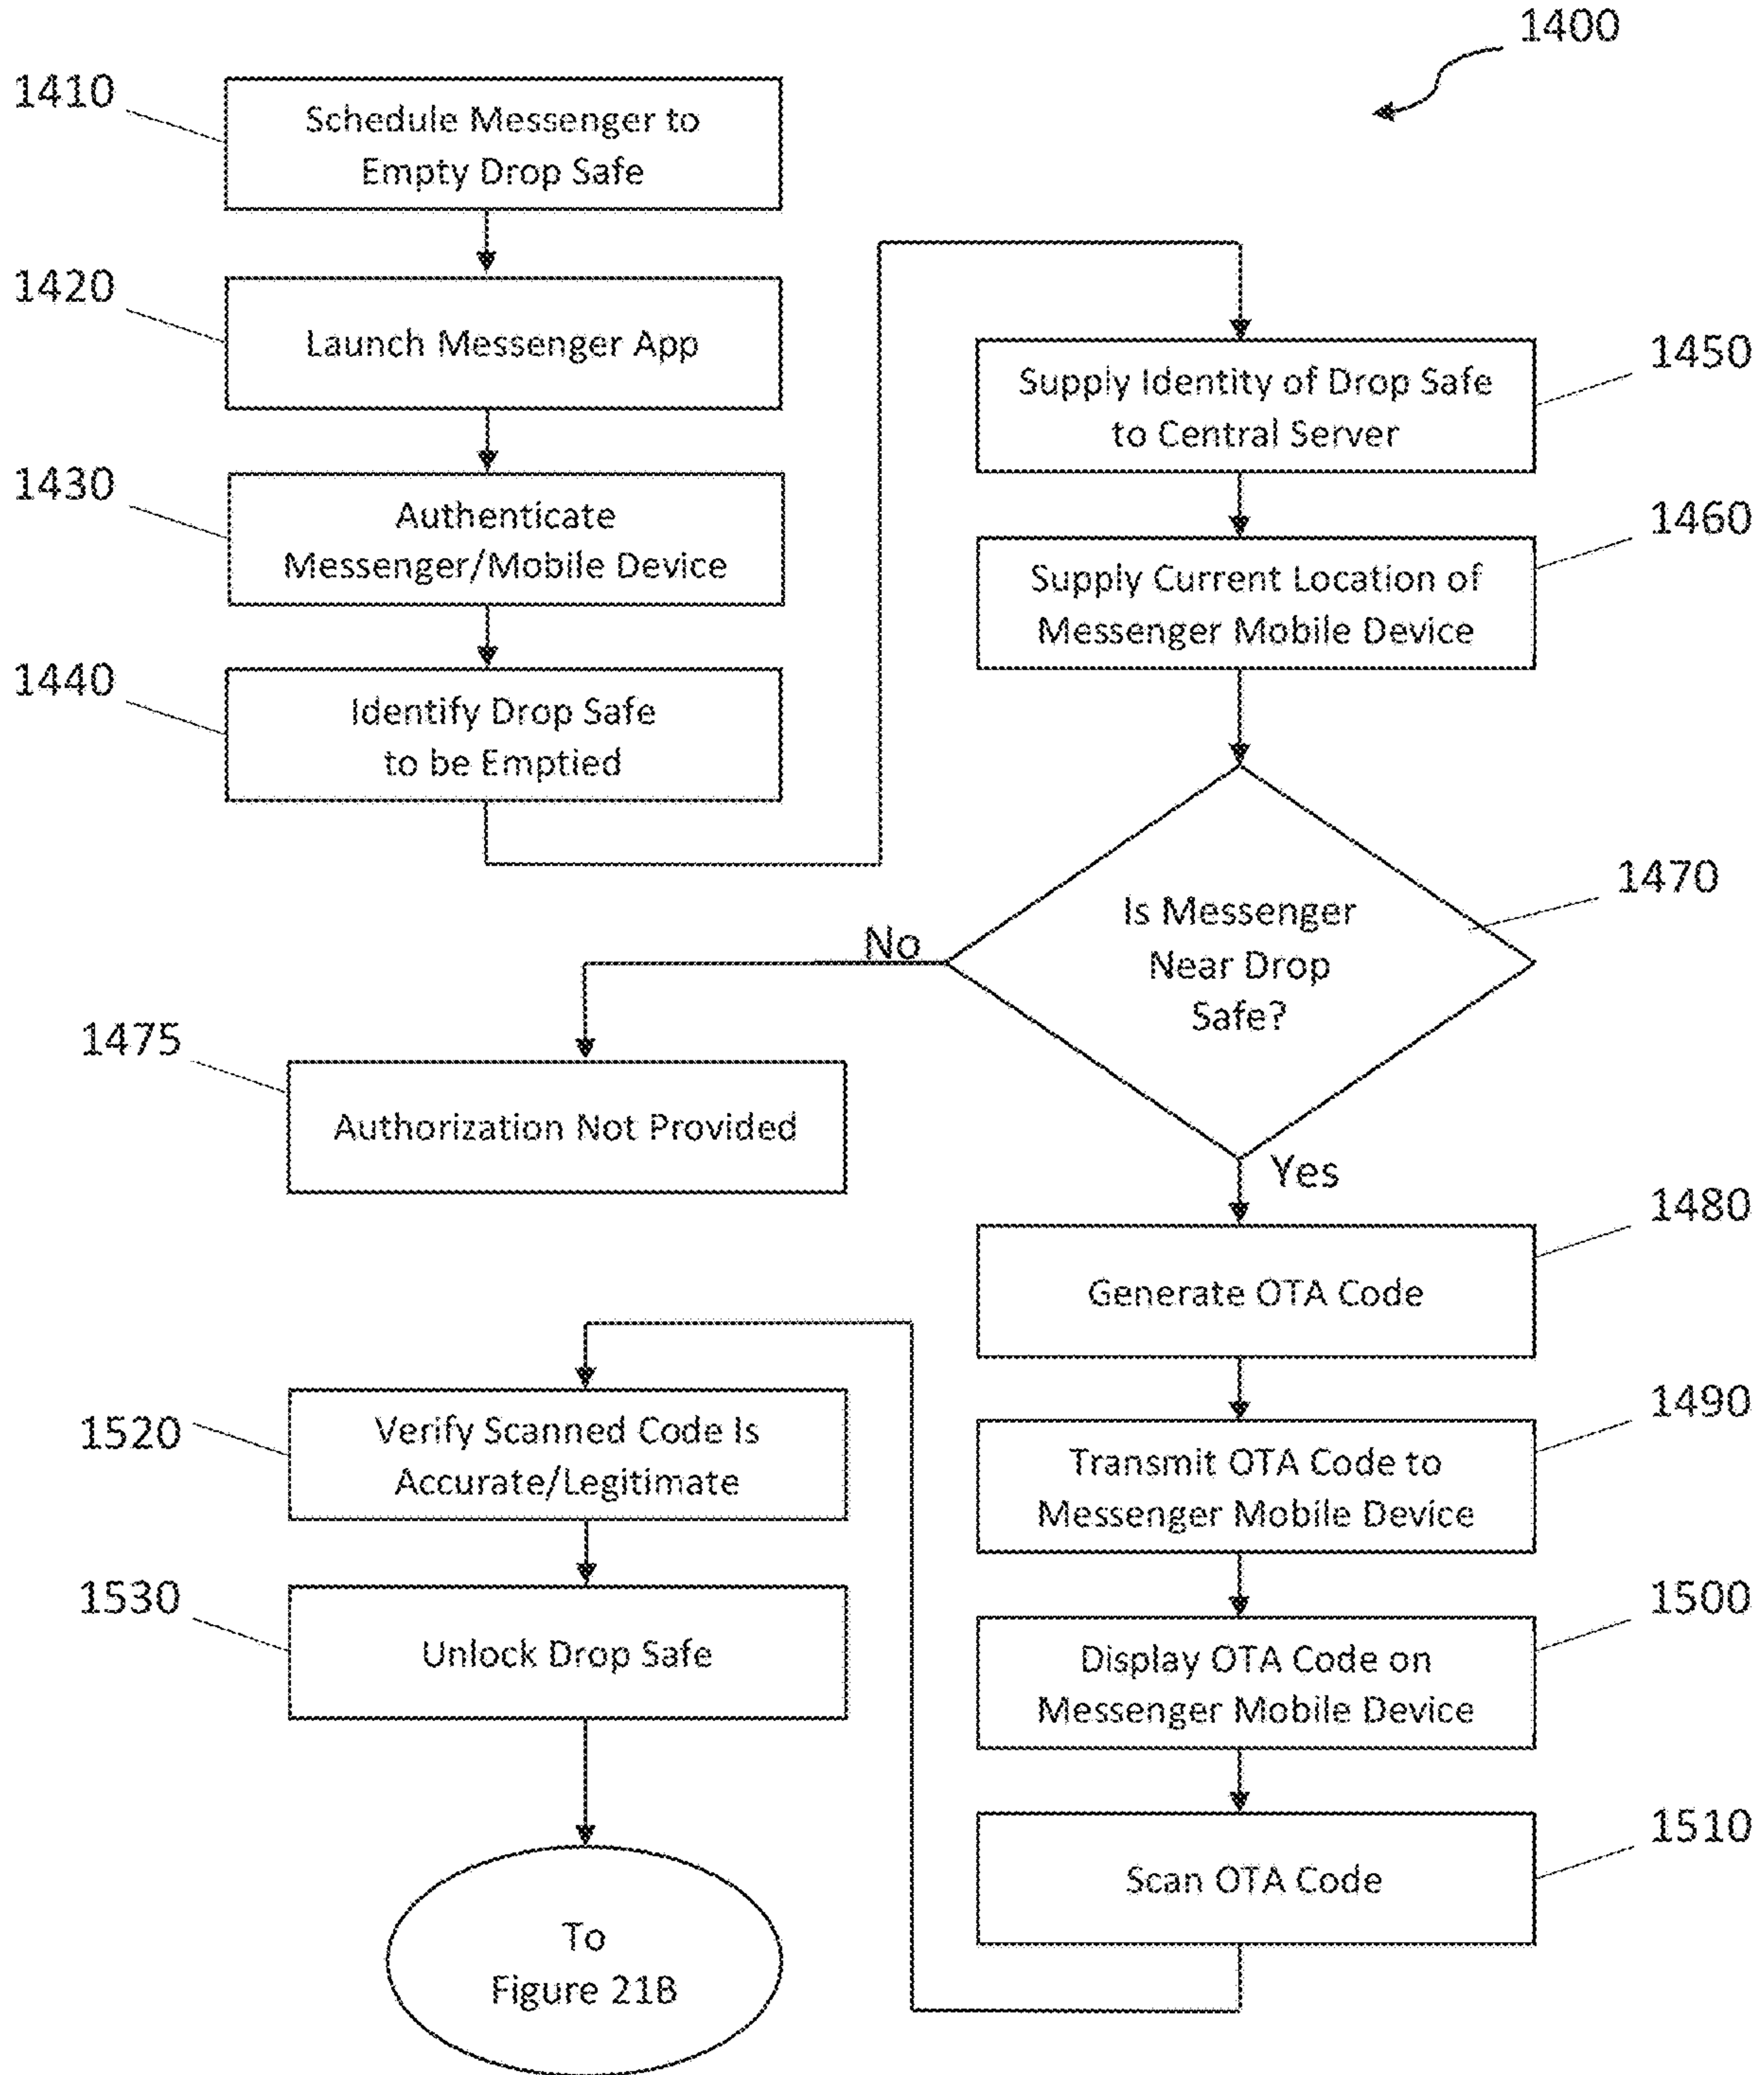 1400
1410
Schedule Messenger to
Empty Drop Safe
1420
Launch Messenger App
1430
Authenticate
Messenger/Mobile Device
1440
Identify Drop Safe
to be Emptied
1450
Supply Identity of Drop Safe
to Central Server
1460
Supply Current Location of
Messenger Mobile Device
1470
Is Messenger
Near Drop
Safe?
No
1475
Authorization Not Provided
Yes
1480
Generate OTA Code
1490
Transmit OTA Code to
Messenger Mobile Device
1500
Display OTA Code on
Messenger Mobile Device
1510
Scan OTA Code
1520
Verify Scanned Code Is
Accurate/Legitimate
1530
Unlock Drop Safe
To
Figure 21B